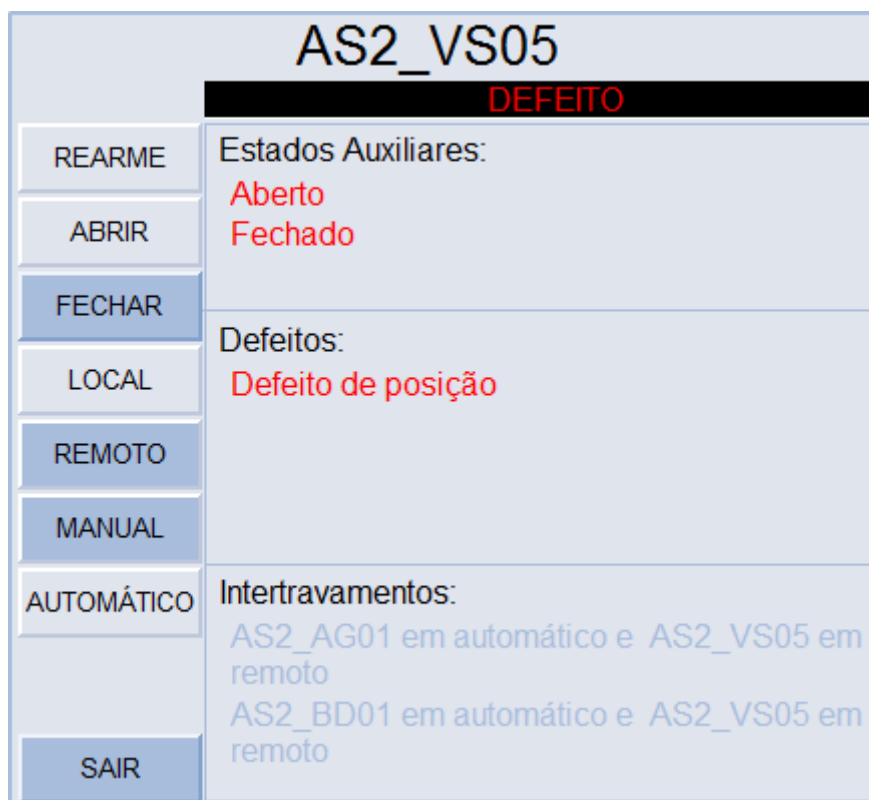 AS2_VS05
DEFEITO
REARME
ABRIR
FECHAR
LOCAL
REMOTO
MANUAL
AUTOMÁTICO
SAIR
Estados Auxiliares:
Aberto
Fechado
Defeitos:
Defeito de posição
Intertravamentos:
AS2_AG01 em automático e AS2_VS05 em
remoto
AS2_BD01 em automático e AS2_VS05 em
remoto